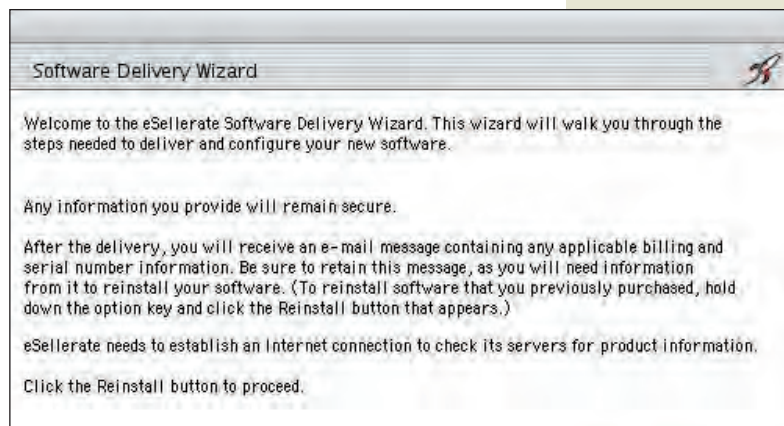 Software Delivery Wizard
Welcome to the eSellerate Software Delivery Wizard. This wizard will walk you through the
steps needed to deliver and configure your new software.
Any information you provide will remain secure.
After the delivery, you will receive an e-mail message containing any applicable billing and
serial number information. Be sure to retain this message, as you will need information
from it to reinstall your software. (To reinstall software that you previously purchased, hold
down the option key and click the Reinstall button that appears.)
eSellerate needs to establish an Internet connection to check its servers for product information.
Click the Reinstall button to proceed.